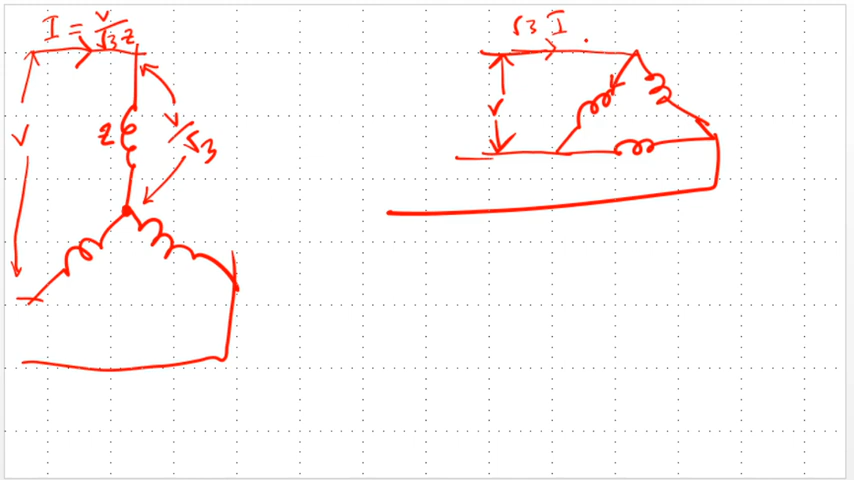 I = V/√3 Z
V
Z
V/√3
√3 I
V